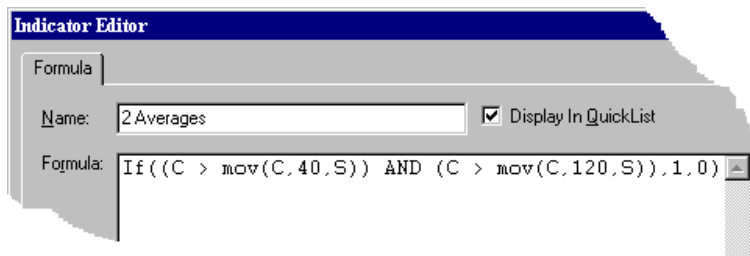 Indicator Editor
Formula
Name: 2 Averages Display In QuickList
Formula: If((C > mov(C,40,S)) AND (C > mov(C,120,S)),1,0)